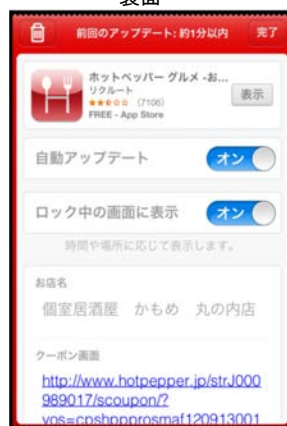 裏面
前回のアップデート: 約1分以内
完了
ホットペッパー グルメ -お...
リクルート
★★☆☆☆ (7106)
FREE - App Store
表示
自動アップデート
オン
ロック中の画面に表示
オン
時間や場所に応じて表示します。
お店名
個室居酒屋 かもめ 丸の内店
クーポン画面
http://www.hotpepper.jp/strJ000
989017/scoupon/?
vos=cpshppprosmaf120913001